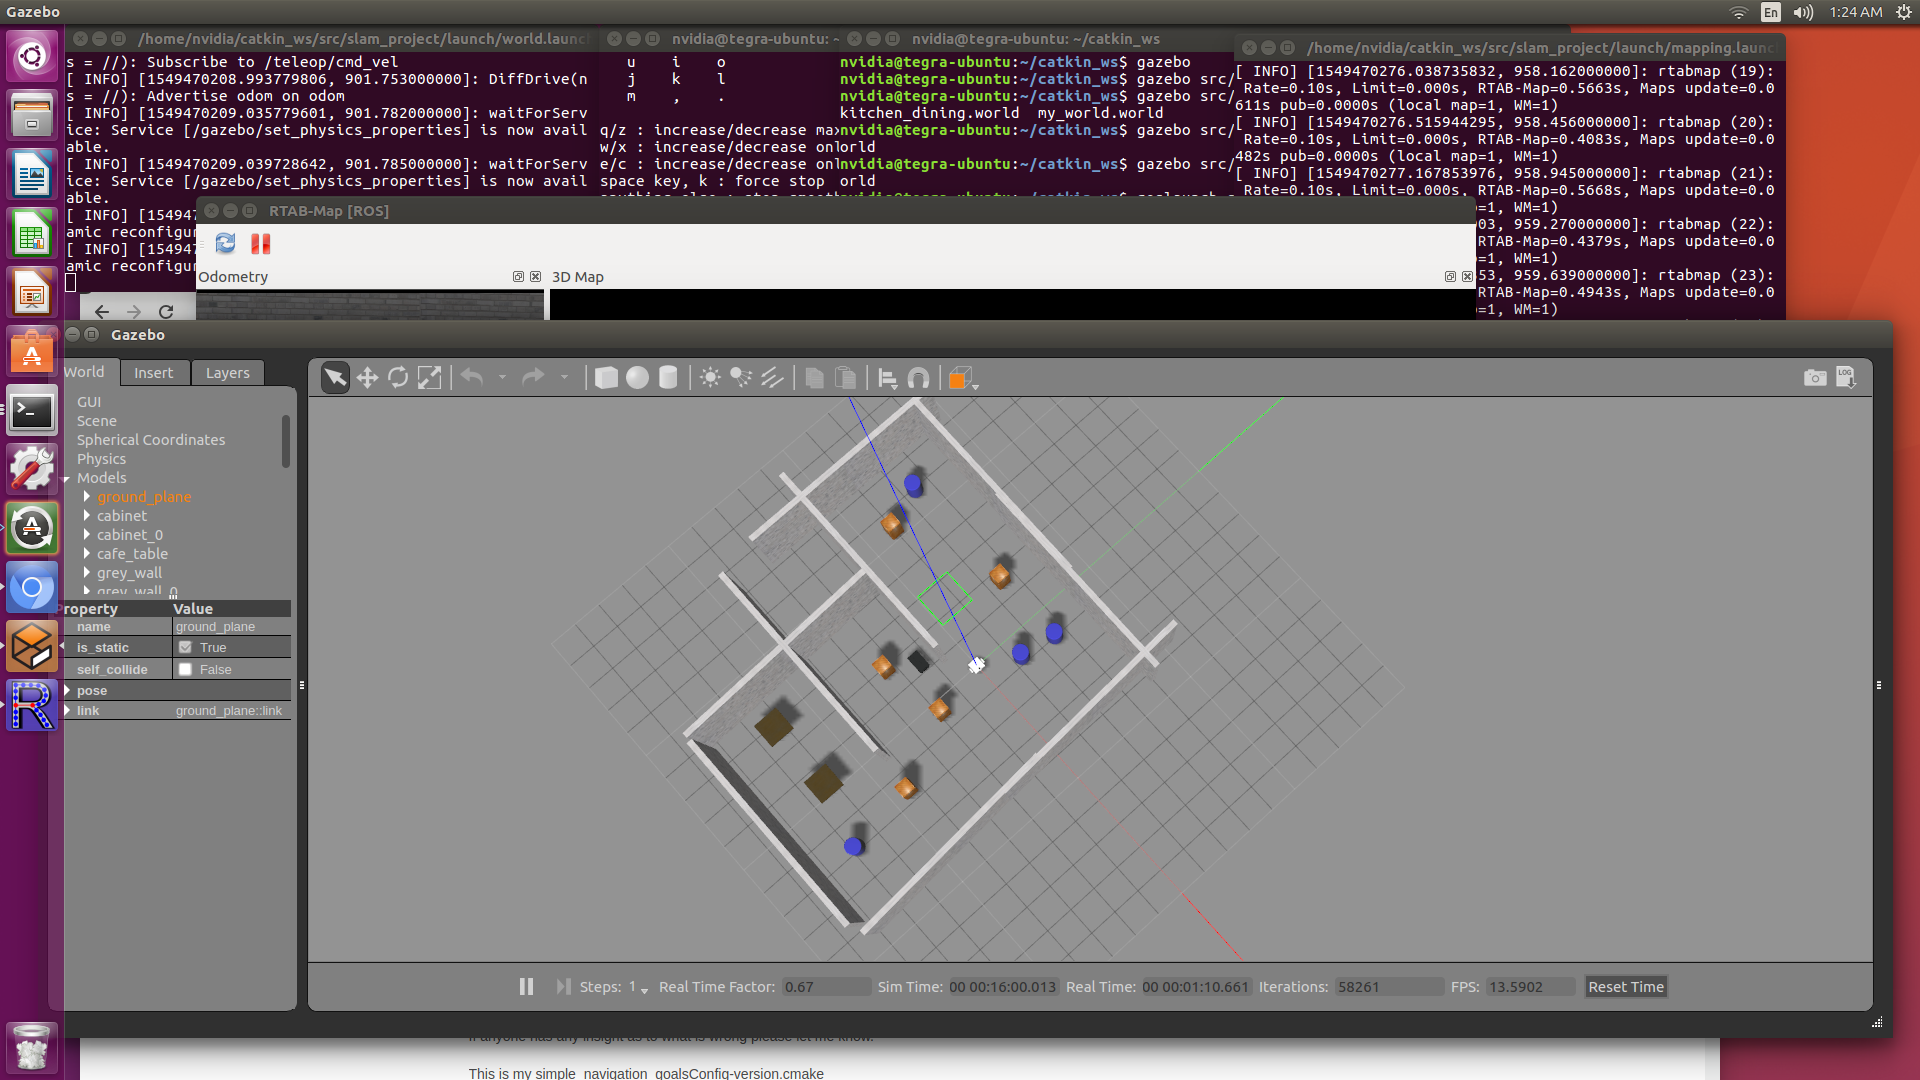 Gazebo
En
1:24 AM
/home/nvidia/catkin_ws/src/slam_project/launch/world.launc
nvidia@tegra-ubuntu: ~
nvidia@tegra-ubuntu: ~/catkin_ws
/home/nvidia/catkin_ws/src/slam_project/launch/mapping.launc
s = //): Subscribe to /teleop/cmd_vel
[ INFO] [1549470208.993779806, 901.753000000]: DiffDrive(n
s = //): Advertise odom on odom
[ INFO] [1549470209.035779601, 901.782000000]: waitForServ
ice: Service [/gazebo/set_physics_properties] is now avail
able.
[ INFO] [1549470209.039728642, 901.785000000]: waitForServ
ice: Service [/gazebo/set_physics_properties] is now avail
able.
[ INFO] [154947
amic reconfigur
[ INFO] [154947
amic reconfigur
u i o
j k l
m , .
q/z : increase/decrease max
w/x : increase/decrease onl
e/c : increase/decrease onl
space key, k : force stop
nvidia@tegra-ubuntu:~/catkin_ws$ gazebo
nvidia@tegra-ubuntu:~/catkin_ws$ gazebo src/
nvidia@tegra-ubuntu:~/catkin_ws$ gazebo src/
kitchen_dining.world my_world.world
nvidia@tegra-ubuntu:~/catkin_ws$ gazebo src/
orld
nvidia@tegra-ubuntu:~/catkin_ws$ gazebo src/
orld
[ INFO] [1549470276.038735832, 958.162000000]: rtabmap (19):
Rate=0.10s, Limit=0.000s, RTAB-Map=0.5663s, Maps update=0.0
611s pub=0.0000s (local map=1, WM=1)
[ INFO] [1549470276.515944295, 958.456000000]: rtabmap (20):
Rate=0.10s, Limit=0.000s, RTAB-Map=0.4083s, Maps update=0.0
482s pub=0.0000s (local map=1, WM=1)
[ INFO] [1549470277.167853976, 958.945000000]: rtabmap (21):
Rate=0.10s, Limit=0.000s, RTAB-Map=0.5668s, Maps update=0.0
=1, WM=1)
03, 959.270000000]: rtabmap (22):
RTAB-Map=0.4379s, Maps update=0.0
=1, WM=1)
53, 959.639000000]: rtabmap (23):
RTAB-Map=0.4943s, Maps update=0.0
=1, WM=1)
RTAB-Map [ROS]
Odometry
3D Map
Gazebo
World
Insert
Layers
GUI
Scene
Spherical Coordinates
Physics
Models
ground_plane
cabinet
cabinet_0
cafe_table
grey_wall
grey_wall_0
Property Value
name ground_plane
is_static True
self_collide False
pose
link ground_plane::link
LOG
Steps: 1 Real Time Factor: 0.67 Sim Time: 00 00:16:00.013 Real Time: 00 00:01:10.661 Iterations: 58261 FPS: 13.5902 Reset Time
If anyone has any insight as to what is wrong please let me know.
This is my simple_navigation_goalsConfig-version.cmake